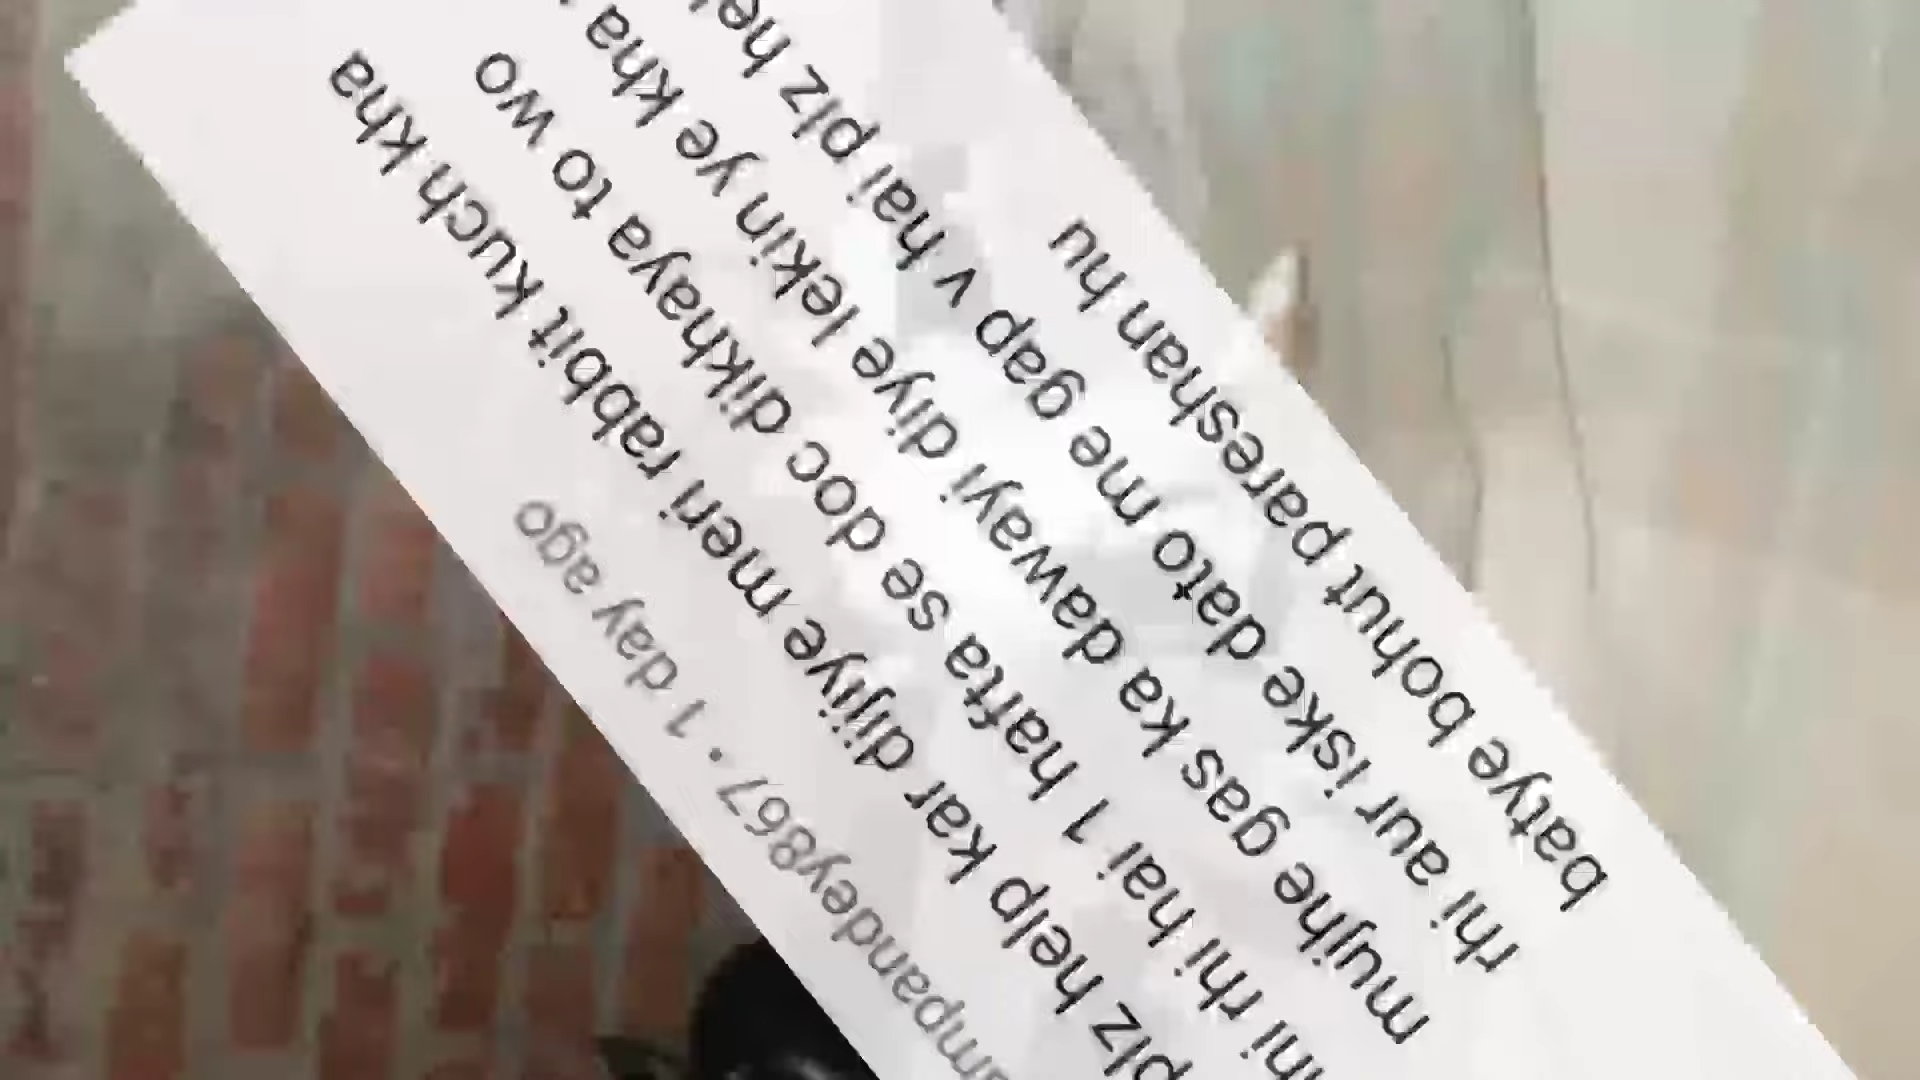 mpandey867 • 1 day ago
plz help kar dijiye meri rabbit kuch kha
nhi rhi hai 1 hafta se doc dikhaya to wo
mujhe gas ka dawayi diye lekin ye kha
rhi aur iske dato me gap v hai plz
batye bohut pareshan hu